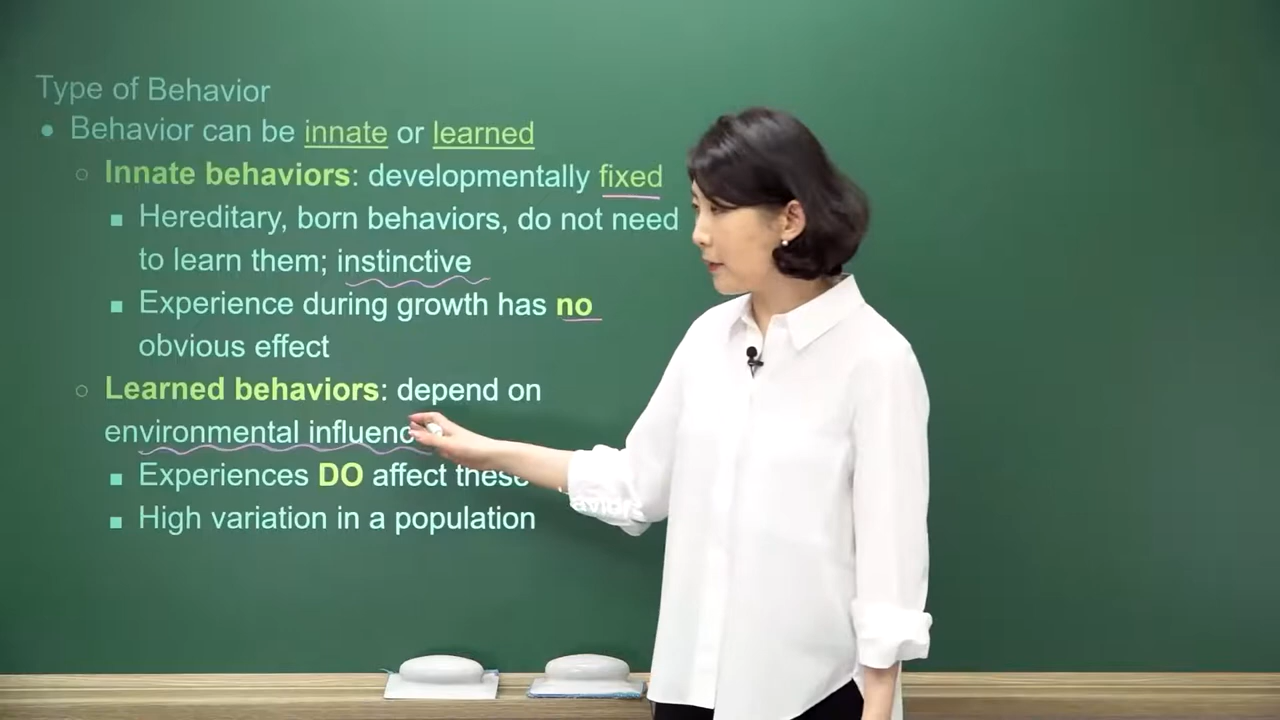 Type of Behavior
• Behavior can be innate or learned
○ Innate behaviors: developmentally fixed
▪ Hereditary, born behaviors, do not need
to learn them; instinctive
▪ Experience during growth has no
obvious effect
○ Learned behaviors: depend on
environmental
▪ Experiences DO affect these
▪ High variation in a population